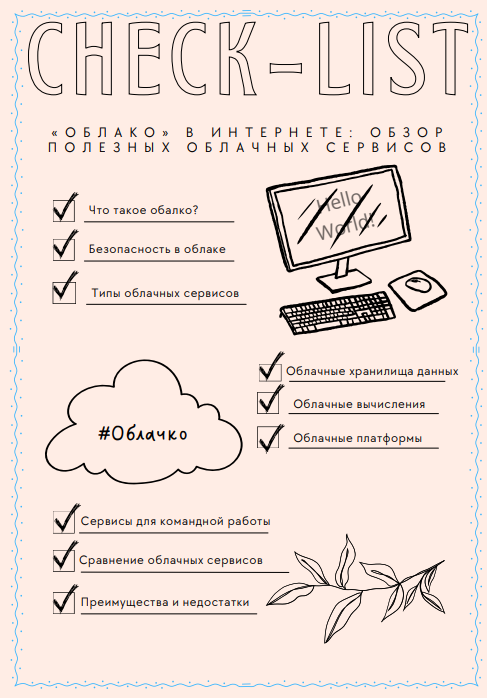 CHECK-LIST
«ОБЛАКО» В ИНТЕРНЕТЕ: ОБЗОР
ПОЛЕЗНЫХ ОБЛАЧНЫХ СЕРВИСОВ
Что такое обалко?
Безопасность в облаке
Типы облачных сервисов
Hello
World!
Облачные хранилища данных
Облачные вычисления
Облачные платформы
#Облачко
Сервисы для командной работы
Сравнение облачных сервисов
Преимущества и недостатки